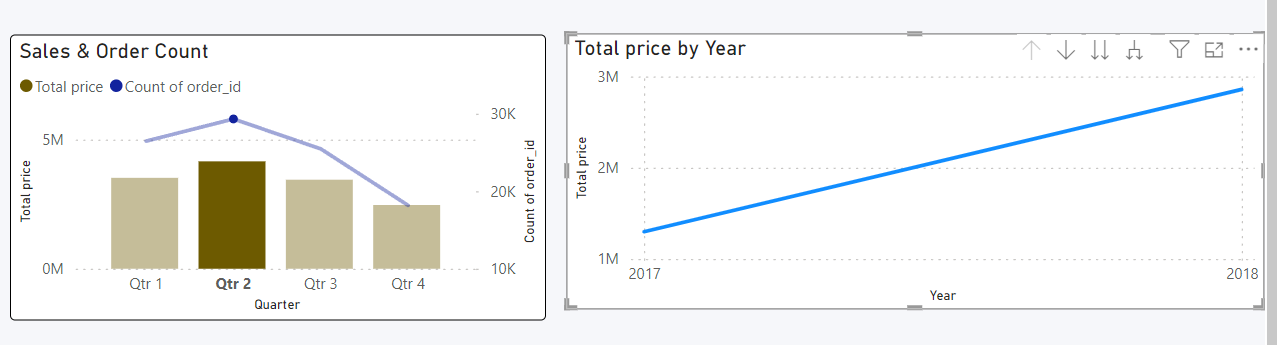 Sales & Order Count
Total price Count of order_id
30K
5M
20K
0M
10K
Total price
Count of order_id
Qtr 1 Qtr 2 Qtr 3 Qtr 4
Quarter
Total price by Year
3M
2M
1M
Total price
2017 2018
Year